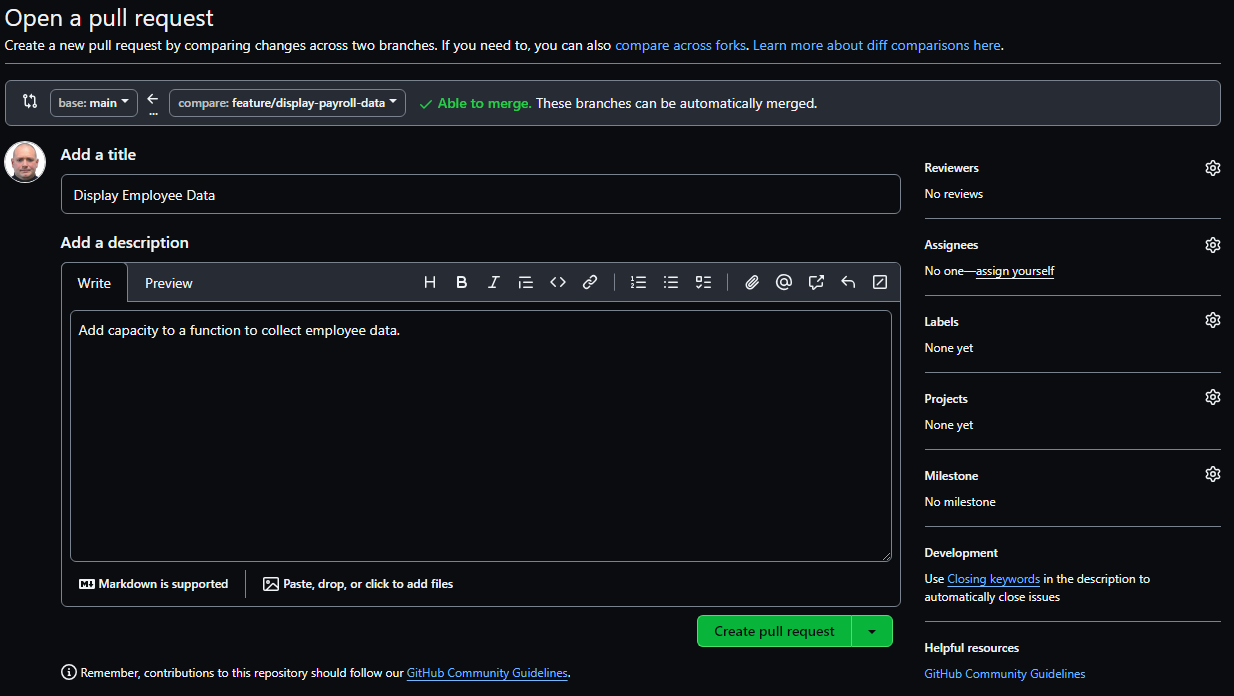 Open a pull request
Create a new pull request by comparing changes across two branches. If you need to, you can also compare across forks. Learn more about diff comparisons here.
base: main
...
compare: feature/display-payroll-data
Able to merge. These branches can be automatically merged.
Add a title
Display Employee Data
Add a description
Write
Preview
H B I
Add capacity to a function to collect employee data.
Markdown is supported
Paste, drop, or click to add files
Create pull request
Remember, contributions to this repository should follow our GitHub Community Guidelines.
Reviewers
No reviews
Assignees
No one—assign yourself
Labels
None yet
Projects
None yet
Milestone
No milestone
Development
Use Closing keywords in the description to
automatically close issues
Helpful resources
GitHub Community Guidelines